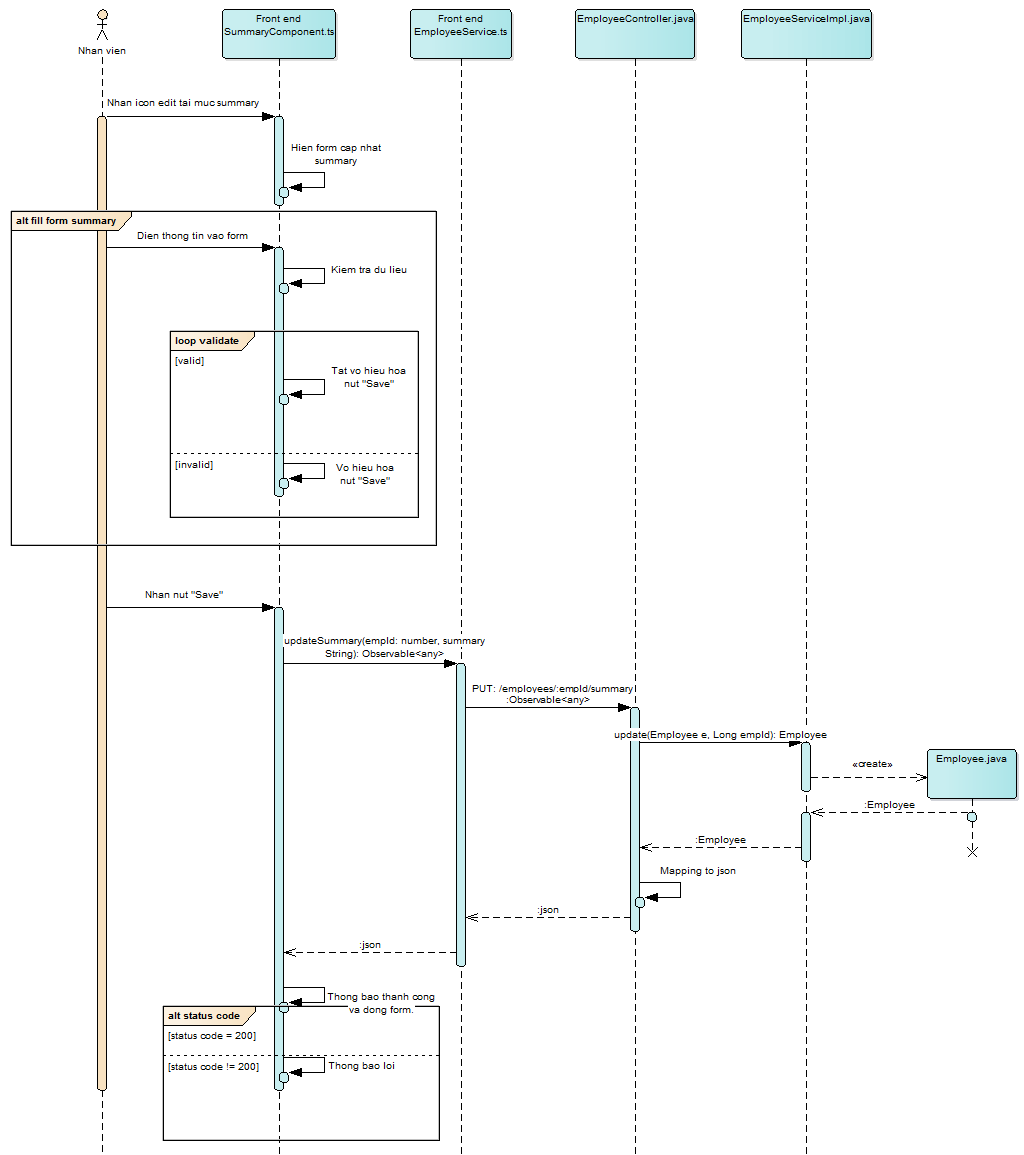 Nhan vien
Front end
SummaryComponent.ts
Front end
EmployeeService.ts
EmployeeController.java
EmployeeServiceImpl.java
Nhan icon edit tai muc summary
Hien form cap nhat
summary
alt fill form summary
Dien thong tin vao form
Kiem tra du lieu
loop validate
[valid]
Tat vo hieu hoa
nut "Save"
[invalid]
Vo hieu hoa
nut "Save"
Nhan nut "Save"
updateSummary(empId: number, summary
String): Observable<any>
PUT: /employees/:empId/summary
:Observable<any>
update(Employee e, Long empId): Employee
Employee.java
«create»
:Employee
:Employee
Mapping to json
:json
:json
Thong bao thanh cong
va dong form.
alt status code
[status code = 200]
[status code != 200]
Thong bao loi